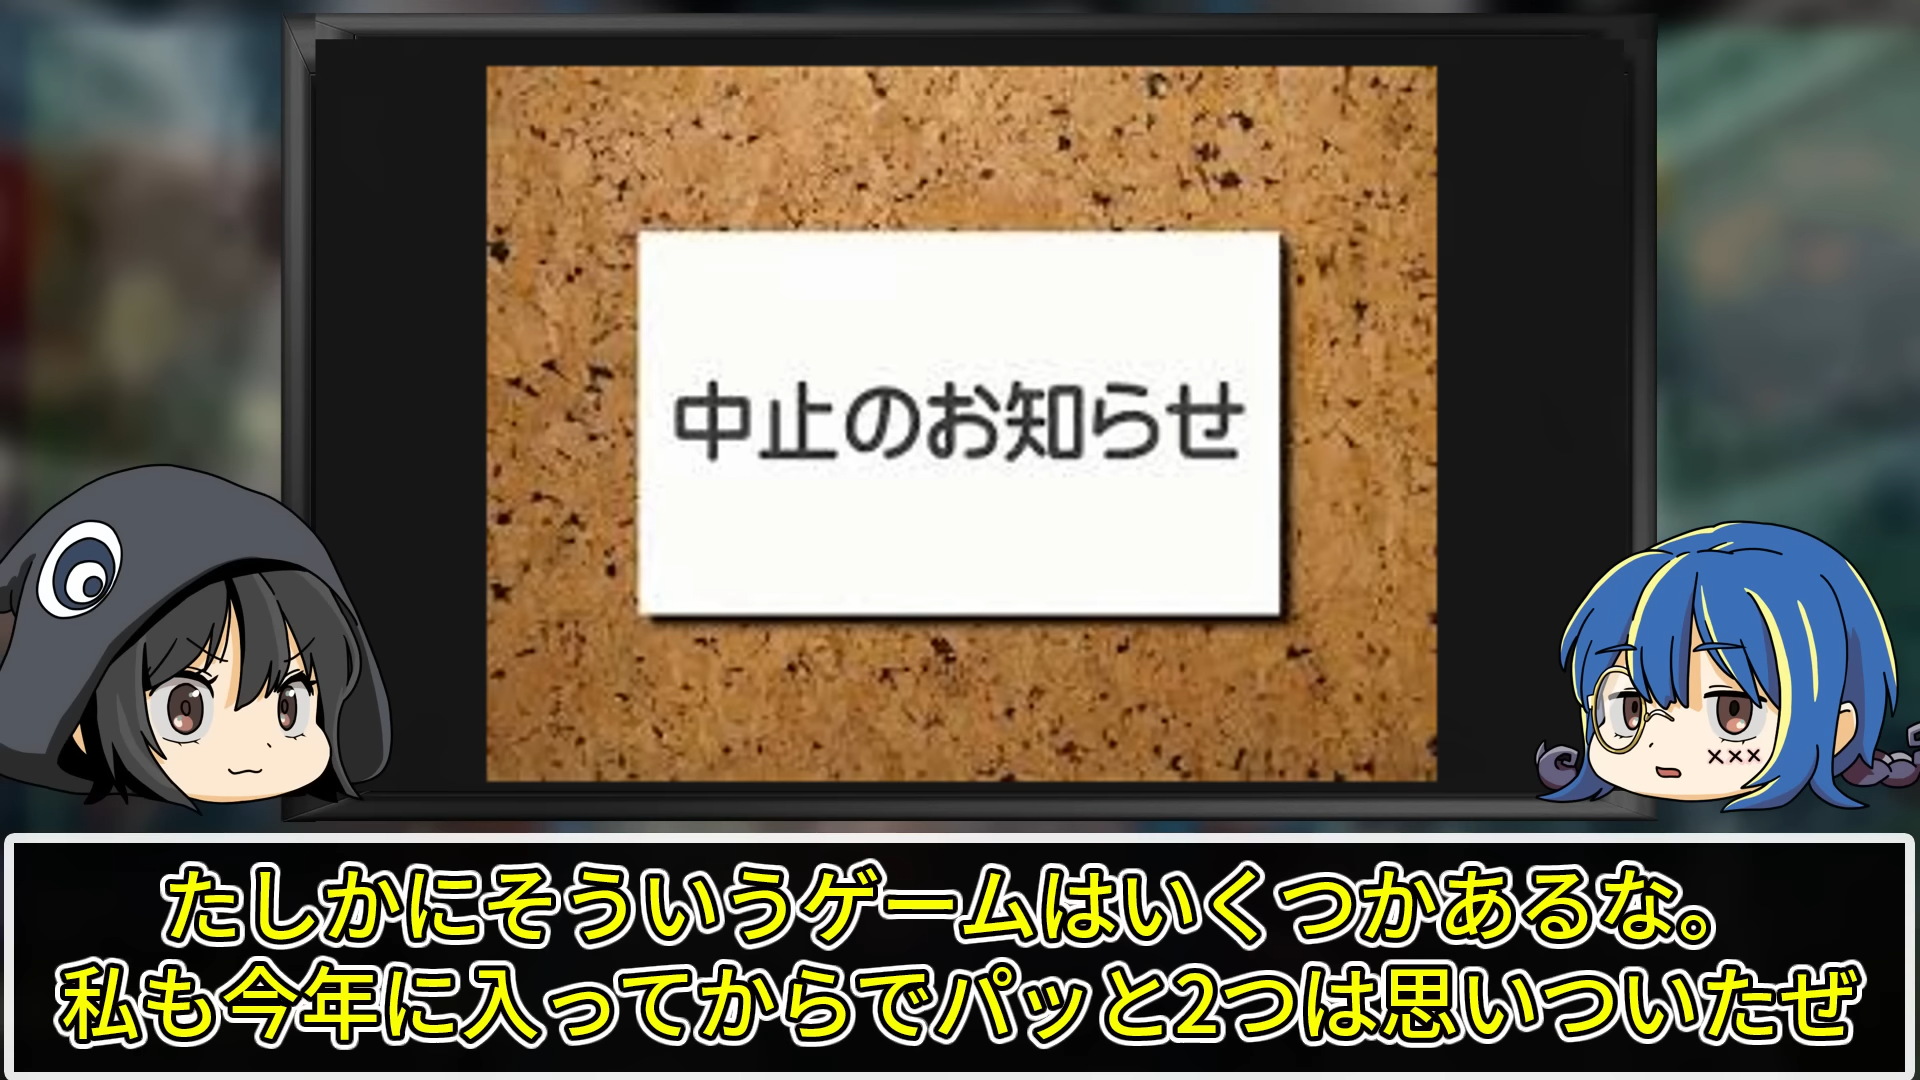 中止のお知らせ
たしかにそういうゲームはいくつかあるな。
私も今年に入ってからでパッと2つは思いついたぜ